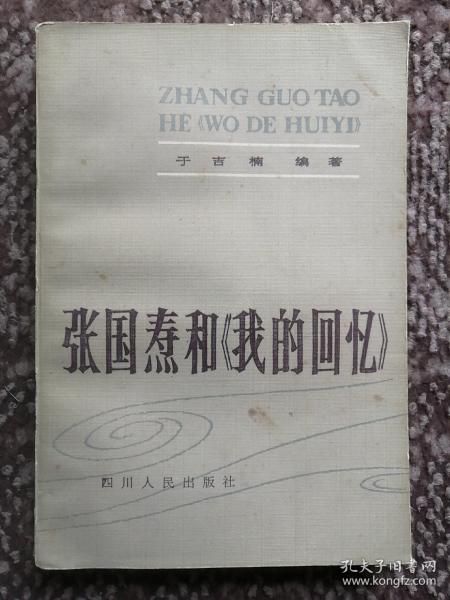 ZHANG GUO TAO
HE《WO DE HUIYI》
于吉楠 编著
张国焘和《我的回忆》
四川人民出版社
孔夫子旧书网
www.kongfz.com